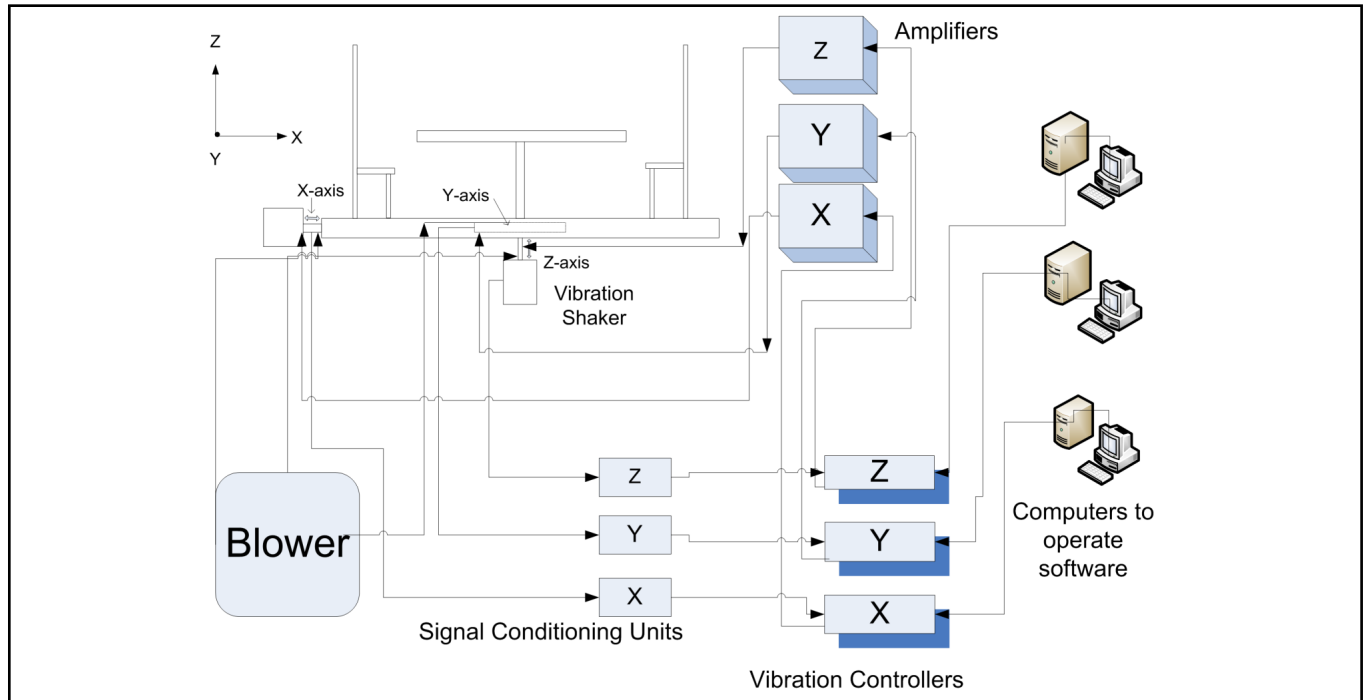 Amplifiers
Z
Z
Y
X
Y
X
X-axis
Y-axis
Z-axis
Vibration
Shaker
Blower
Z
Y
X
Signal Conditioning Units
Z
Y
X
Vibration Controllers
Computers to
operate
software